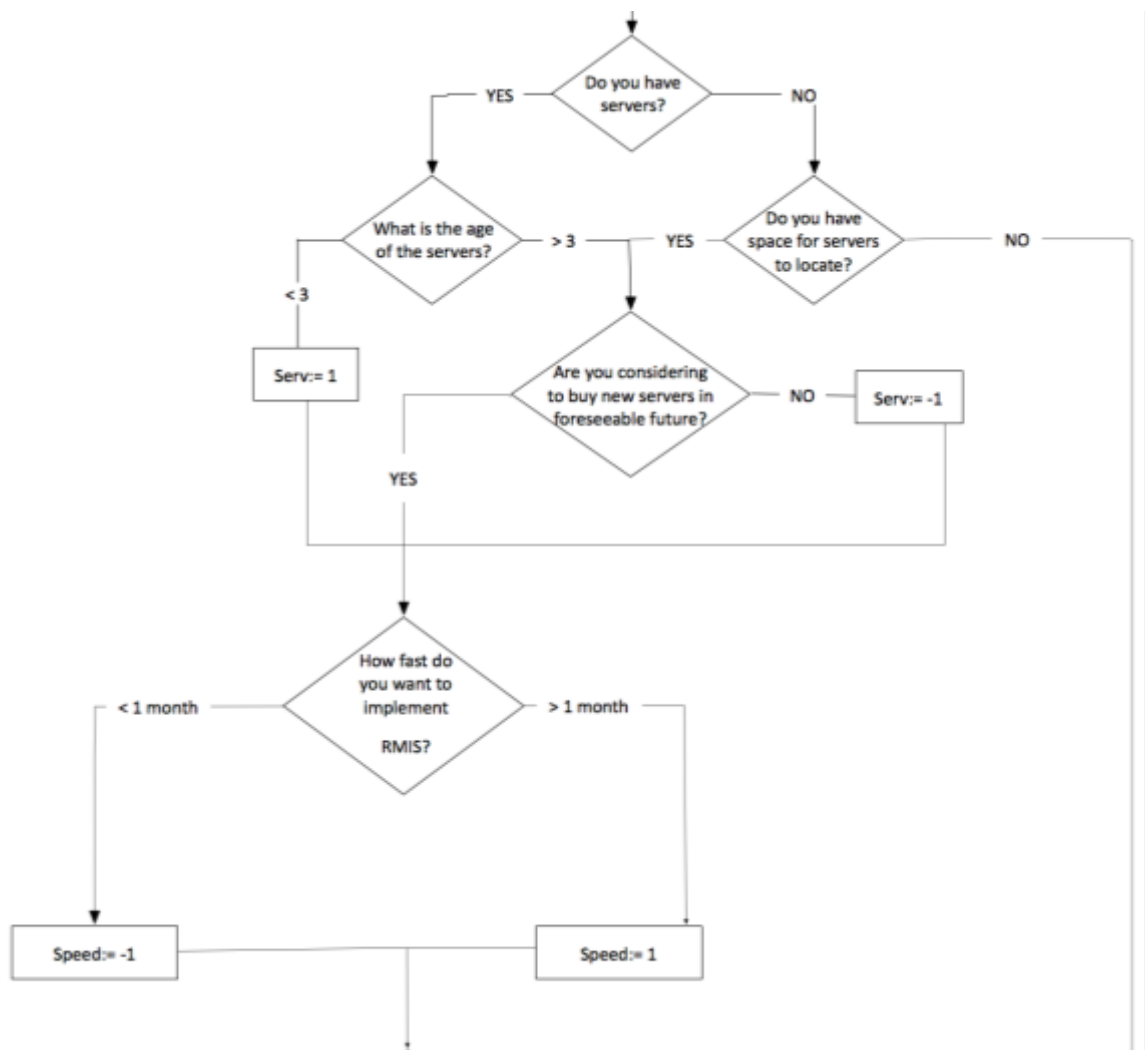 Do you have
servers?
YES
NO
What is the age
of the servers?
> 3
YES
Do you have
space for servers
to locate?
NO
< 3
Serv:= 1
Are you considering
to buy new servers in
foreseeable future?
NO
Serv:= -1
YES
How fast do
you want to
implement
RMIS?
< 1 month
> 1 month
Speed:= -1
Speed:= 1